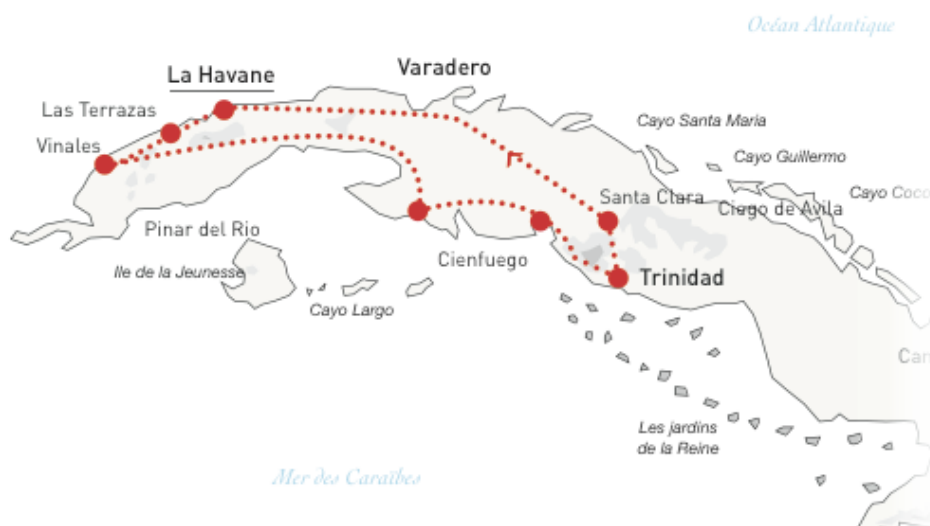 Océan Atlantique
Varadero
La Havane
Las Terrazas
Vinales
Cayo Santa Maria
Cayo Guillermo
Cayo Coco
Santa Clara
Ciego de Avila
Pinar del Rio
Cienfuego
Ile de la Jeunesse
Trinidad
Cayo Largo
Les jardins
de la Reine
Mer des Caraïbes